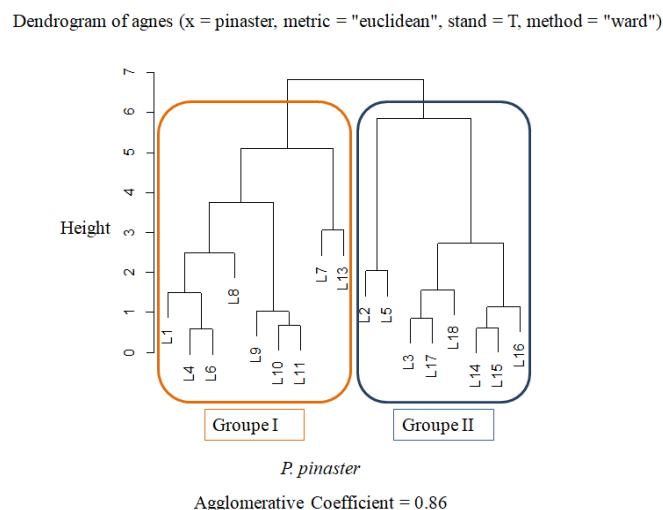 Dendrogram of agnes (x = pinaster, metric = "euclidean", stand = T, method = "ward")
7
6
5
4
3
2
1
0
Height
L1
L4
L6
L8
L9
L10
L11
L7
L13
L2
L5
L3
L17
L18
L14
L15
L16
Groupe I
Groupe II
P. pinaster
Agglomerative Coefficient = 0.86